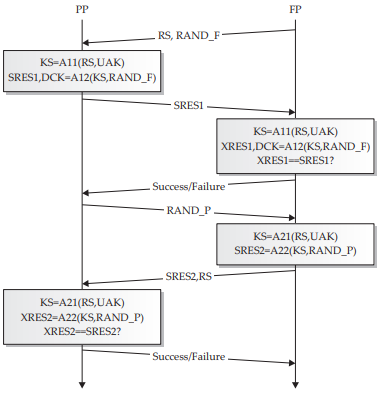 PP
FP
RS, RAND_F
KS=A11(RS,UAK)
SRES1,DCK=A12(KS,RAND_F)
SRES1
KS=A11(RS,UAK)
XRES1,DCK=A12(KS,RAND_F)
XRES1==SRES1?
Success/Failure
RAND_P
KS=A21(RS,UAK)
SRES2=A22(KS,RAND_P)
SRES2,RS
KS=A21(RS,UAK)
XRES2=A22(KS,RAND_P)
XRES2==SRES2?
Success/Failure